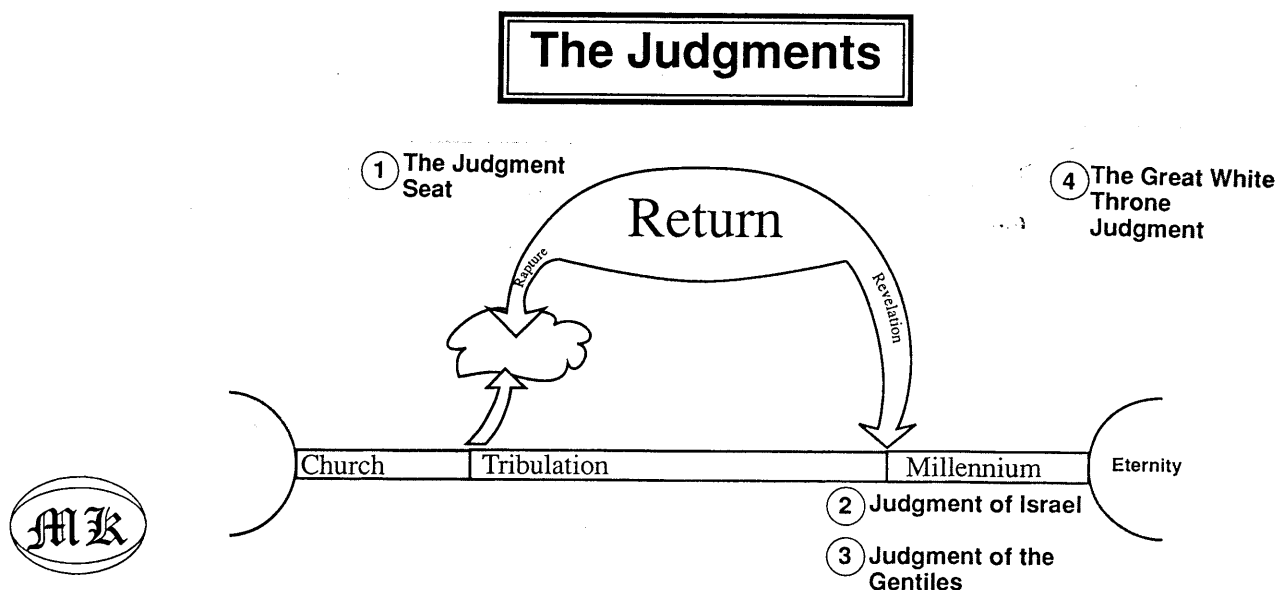 The Judgments
1 The Judgment
Seat
4 The Great White
Throne
Judgment
Return
Rapture
Revelation
Church
Tribulation
Millennium
Eternity
2 Judgment of Israel
3 Judgment of the
Gentiles
MK